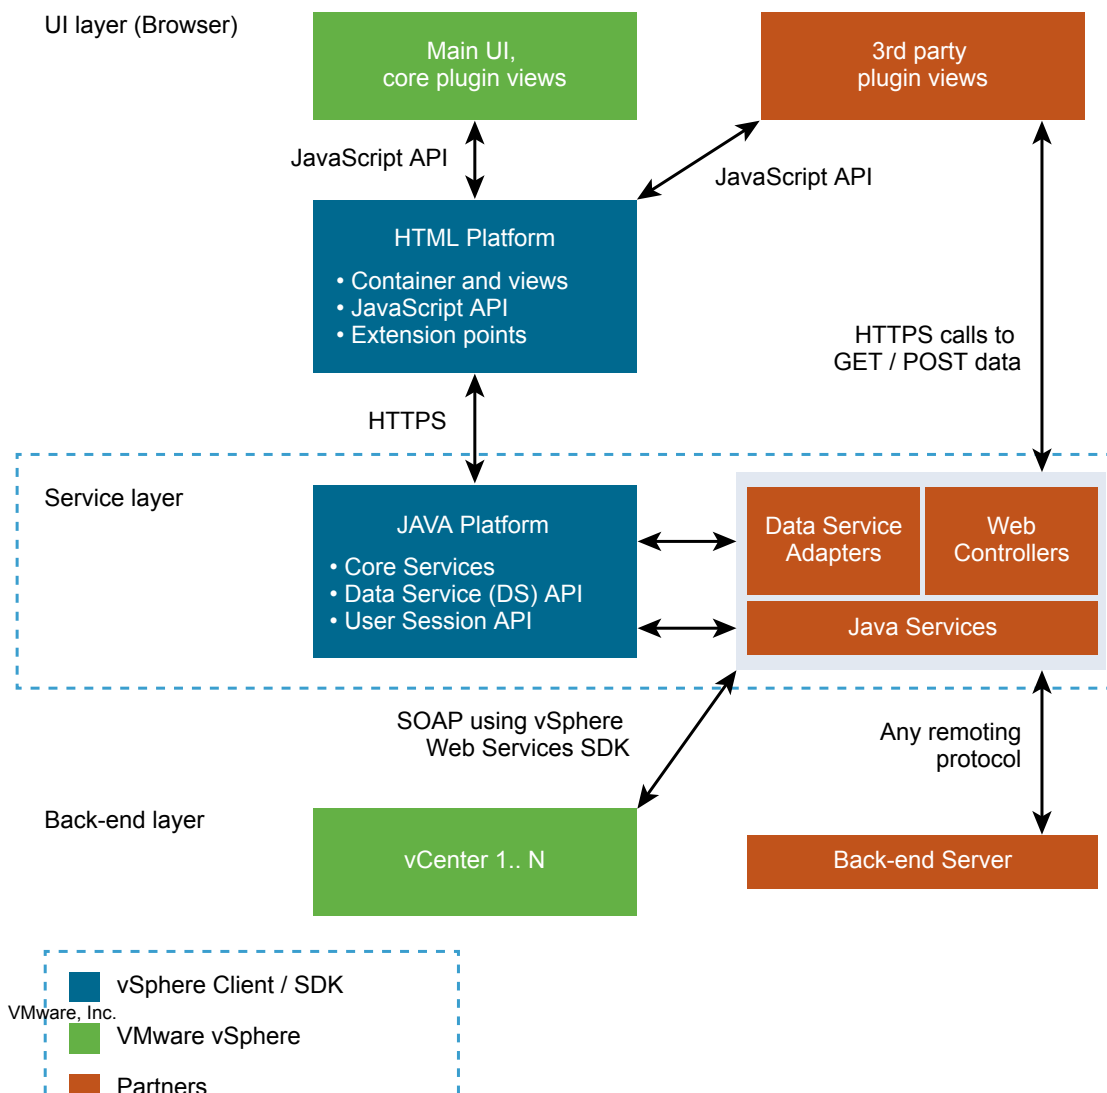 UI layer (Browser)
Main UI,
core plugin views
3rd party
plugin views
JavaScript API
JavaScript API
HTML Platform
• Container and views
• JavaScript API
• Extension points
HTTPS calls to
GET / POST data
HTTPS
Service layer
JAVA Platform
• Core Services
• Data Service (DS) API
• User Session API
Data Service
Adapters
Web
Controllers
Java Services
SOAP using vSphere
Web Services SDK
Any remoting
protocol
Back-end layer
vCenter 1.. N
Back-end Server
vSphere Client / SDK
VMware, Inc.
VMware vSphere
Partners